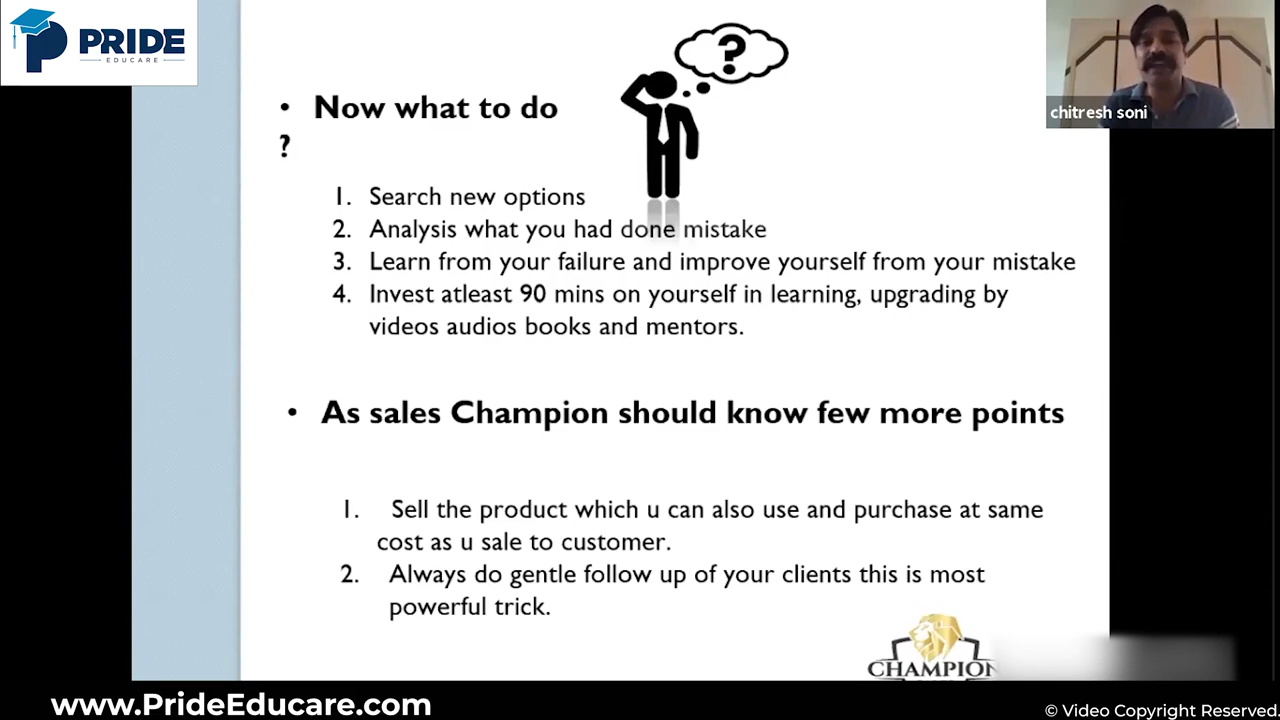 PRIDE
EDUCARE
?
chitresh soni
• Now what to do
?
1. Search new options
2. Analysis what you had done mistake
3. Learn from your failure and improve yourself from your mistake
4. Invest atleast 90 mins on yourself in learning, upgrading by
videos audios books and mentors.
• As sales Champion should know few more points
1. Sell the product which u can also use and purchase at same
cost as u sale to customer.
2. Always do gentle follow up of your clients this is most
powerful trick.
CHAMPION
www.PrideEducare.com
© Video Copyright Reserved.